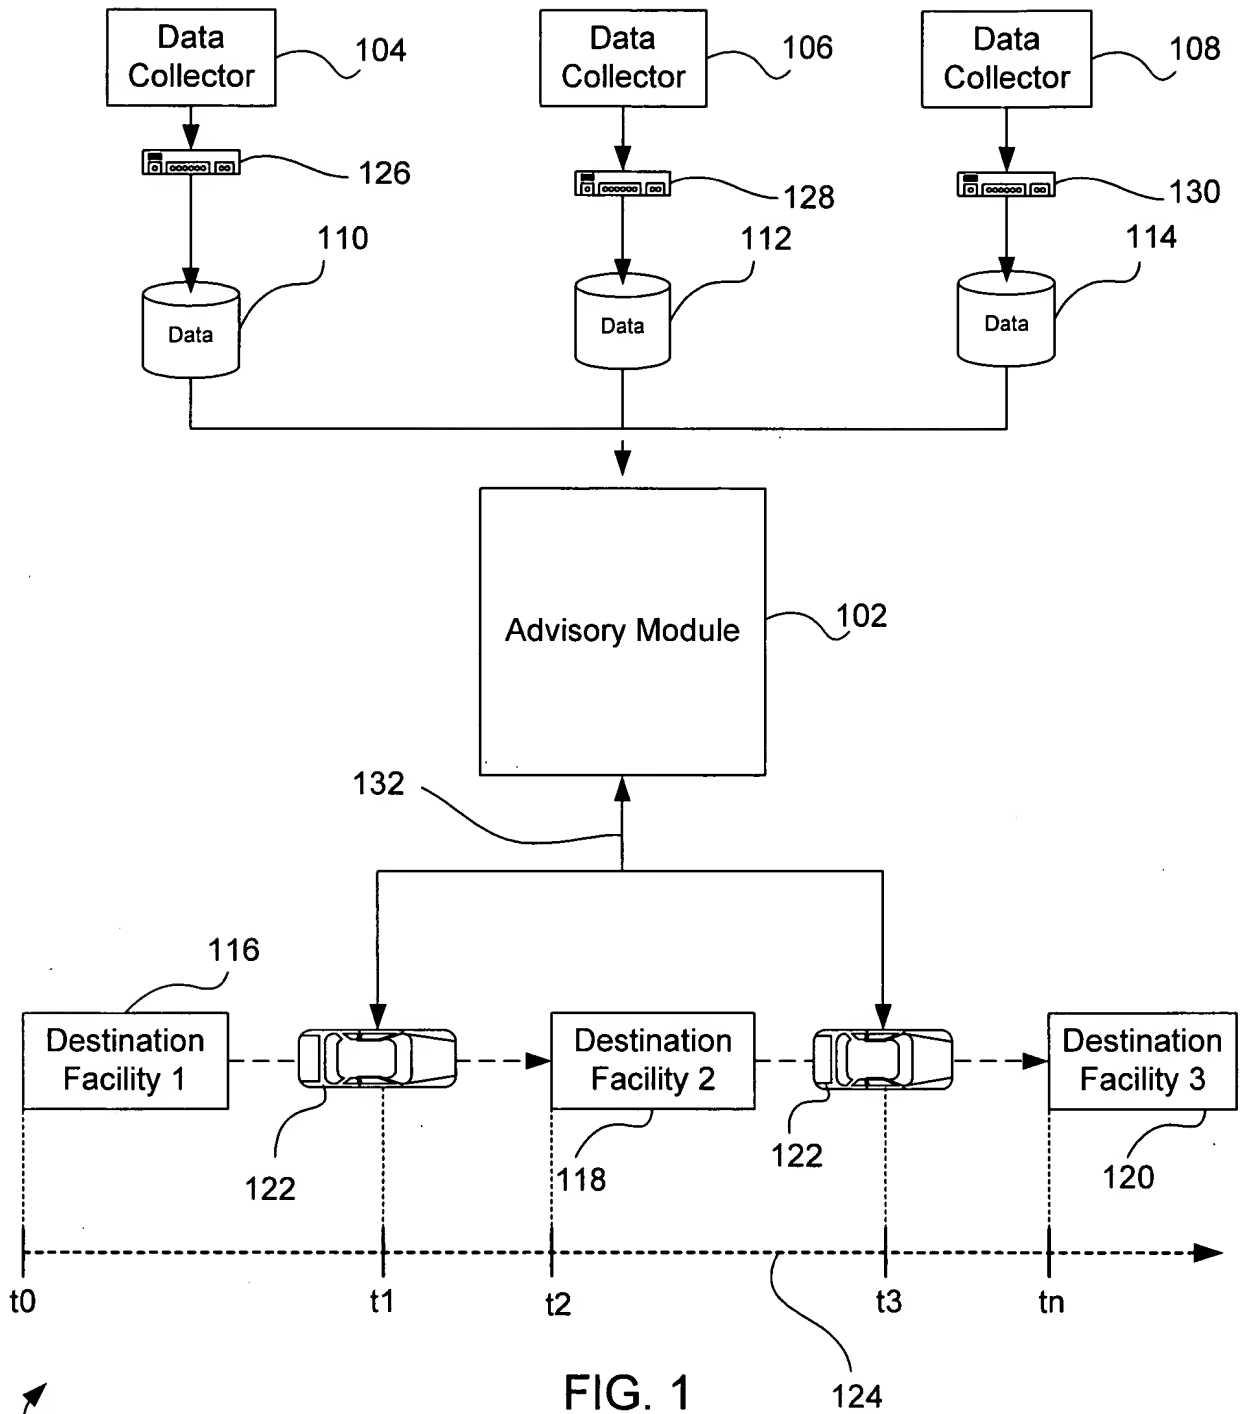 Data
Collector
104
Data
Collector
106
Data
Collector
108
126
128
130
110
112
114
Data
Data
Data
Advisory Module
102
132
116
Destination
Facility 1
Destination
Facility 2
Destination
Facility 3
122
118
122
120
t0
t1
t2
t3
tn
124
FIG. 1